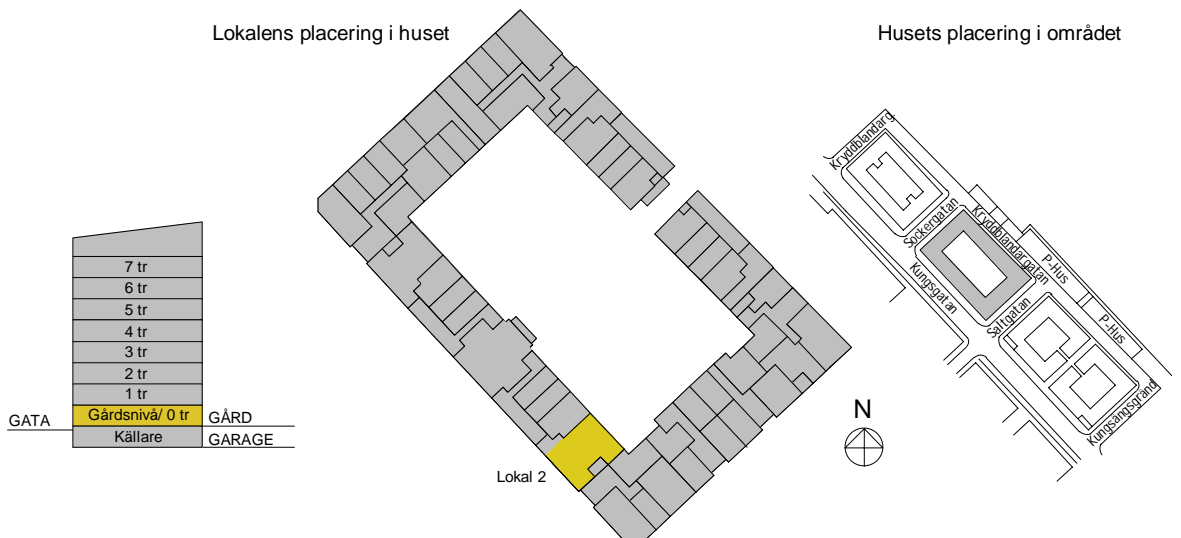 Lokalens placering i huset
Husets placering i området
7 tr
6 tr
5 tr
4 tr
3 tr
2 tr
1 tr
GATA
Gårdsnivå/ 0 tr
GÅRD
Källare
GARAGE
Lokal 2
N
Kryddblandarg
Sockergatan
Kryddblandargatan
Kungsgatan
P-Hus
Saltgatan
P-Hus
Kungsängsgränd